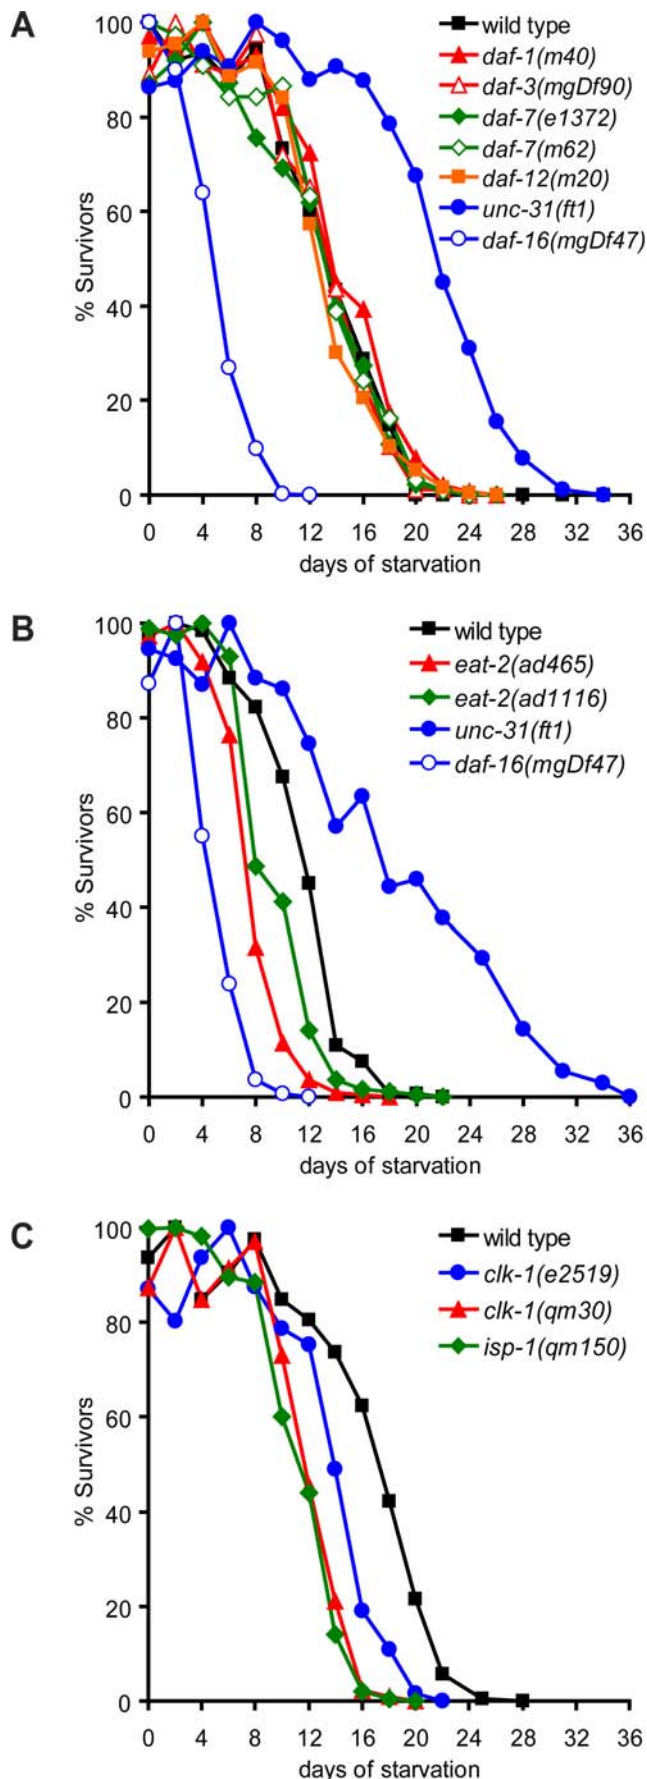 A
100
80
60
40
20
0
% Survivors
wild type
daf-1(m40)
daf-3(mgDf90)
daf-7(e1372)
daf-7(m62)
daf-12(m20)
unc-31(ft1)
daf-16(mgDf47)
0 4 8 12 16 20 24 28 32 36
days of starvation
B
100
80
60
40
20
0
% Survivors
wild type
eat-2(ad465)
eat-2(ad1116)
unc-31(ft1)
daf-16(mgDf47)
0 4 8 12 16 20 24 28 32 36
days of starvation
C
100
80
60
40
20
0
% Survivors
wild type
clk-1(e2519)
clk-1(qm30)
isp-1(qm150)
0 4 8 12 16 20 24 28 32 36
days of starvation